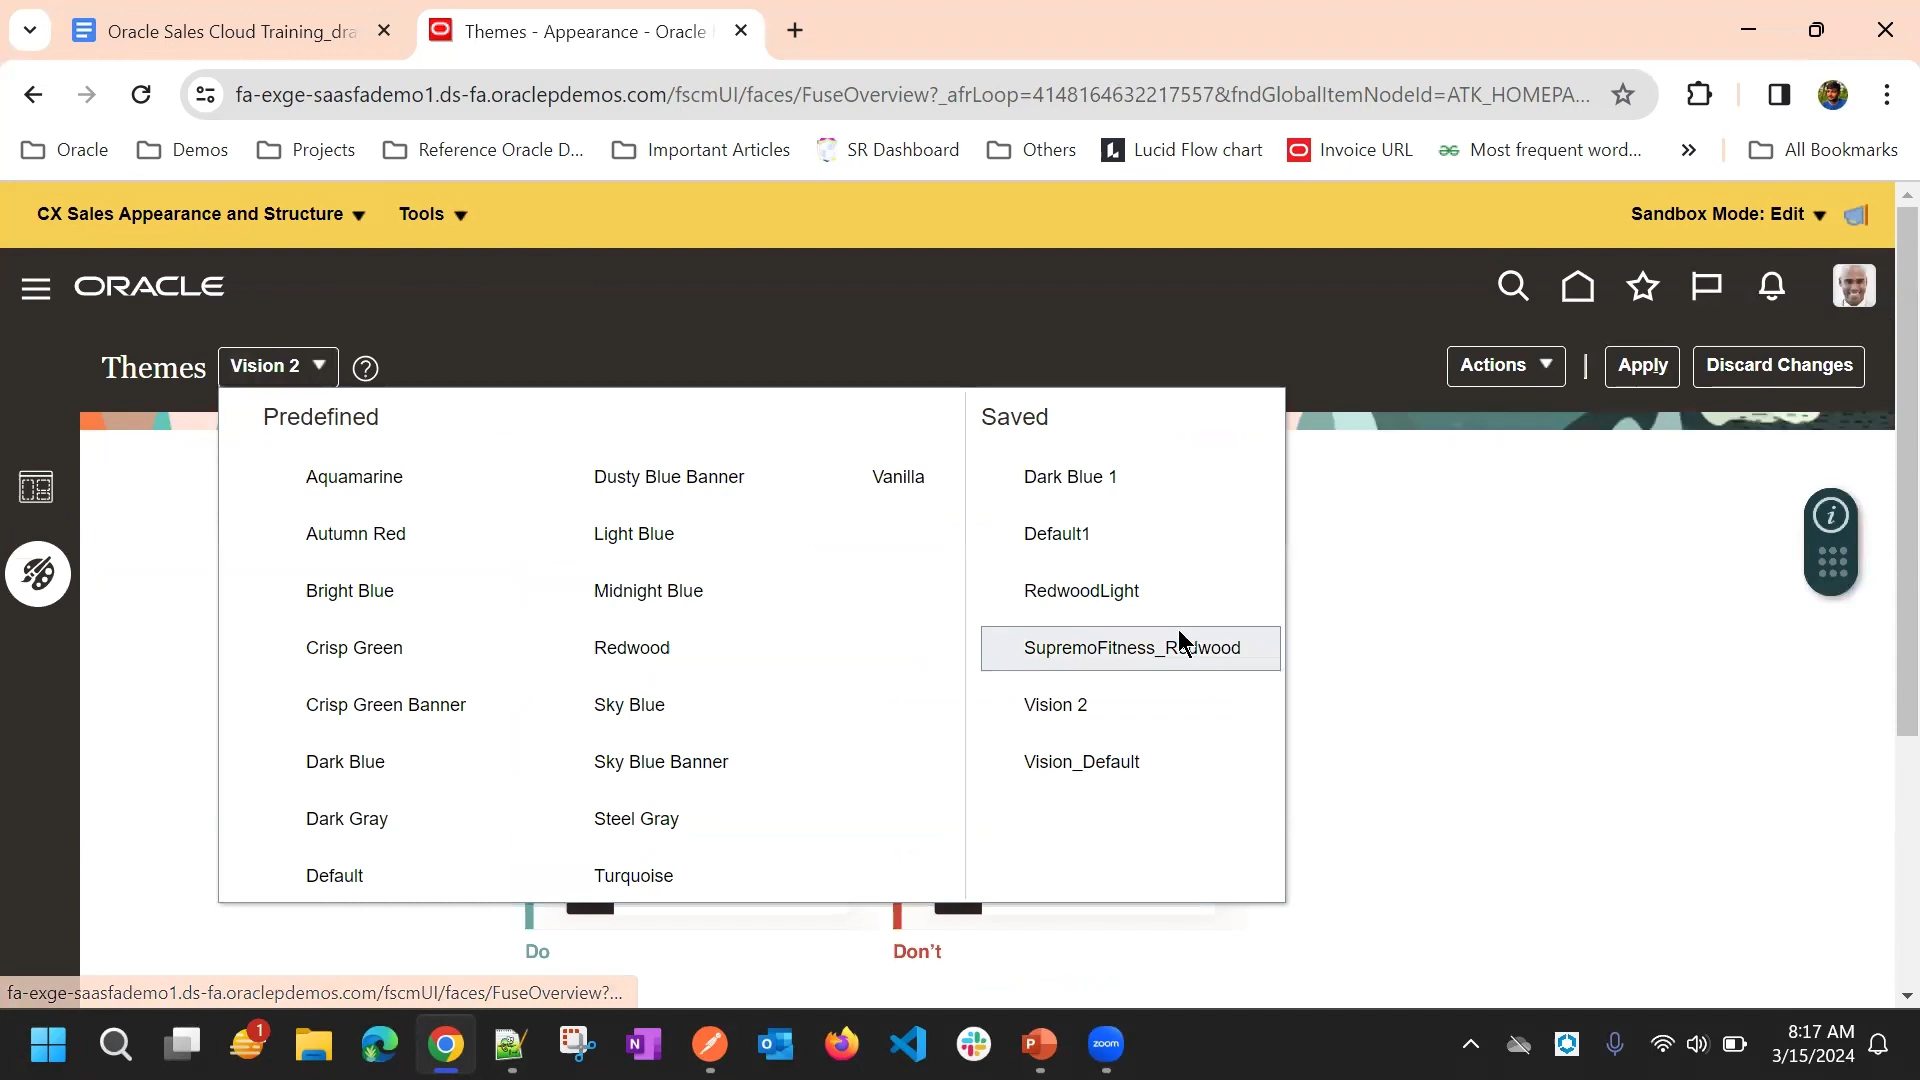 Oracle Sales Cloud Training_dra
Themes - Appearance - Oracle
fa-exge-saasfademo1.ds-fa.oraclepdemos.com/fscmUI/faces/FuseOverview?_afrLoop=4148164632217557&fndGlobalItemNodeId=ATK_HOMEPA...
Oracle Demos Projects Reference Oracle D... Important Articles SR Dashboard Others Lucid Flow chart Invoice URL Most frequent word... » All Bookmarks
CX Sales Appearance and Structure Tools Sandbox Mode: Edit
ORACLE
Themes Vision 2 ? Actions | Apply Discard Changes
Predefined Saved
Aquamarine Dusty Blue Banner Vanilla Dark Blue 1
Autumn Red Light Blue Default1
Bright Blue Midnight Blue RedwoodLight
Crisp Green Redwood SupremoFitness_Redwood
Crisp Green Banner Sky Blue Vision 2
Dark Blue Sky Blue Banner Vision_Default
Dark Gray Steel Gray
Default Turquoise
Do Don't
fa-exge-saasfademo1.ds-fa.oraclepdemos.com/fscmUI/faces/FuseOverview?...
1
zoom
8:17 AM
3/15/2024